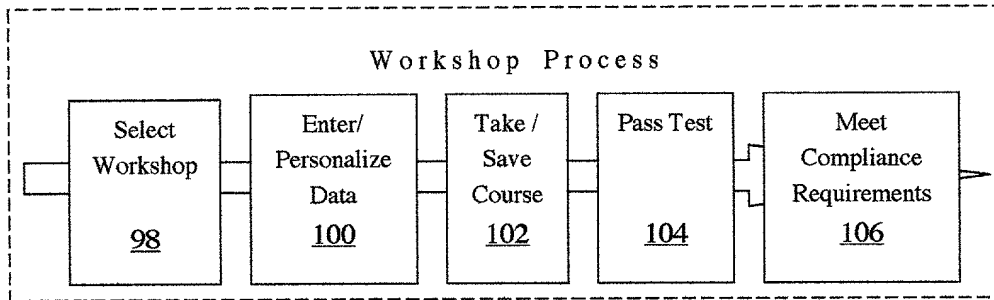 Workshop Process
Select
Workshop
98
Enter/
Personalize
Data
100
Take /
Save
Course
102
Pass Test
104
Meet
Compliance
Requirements
106